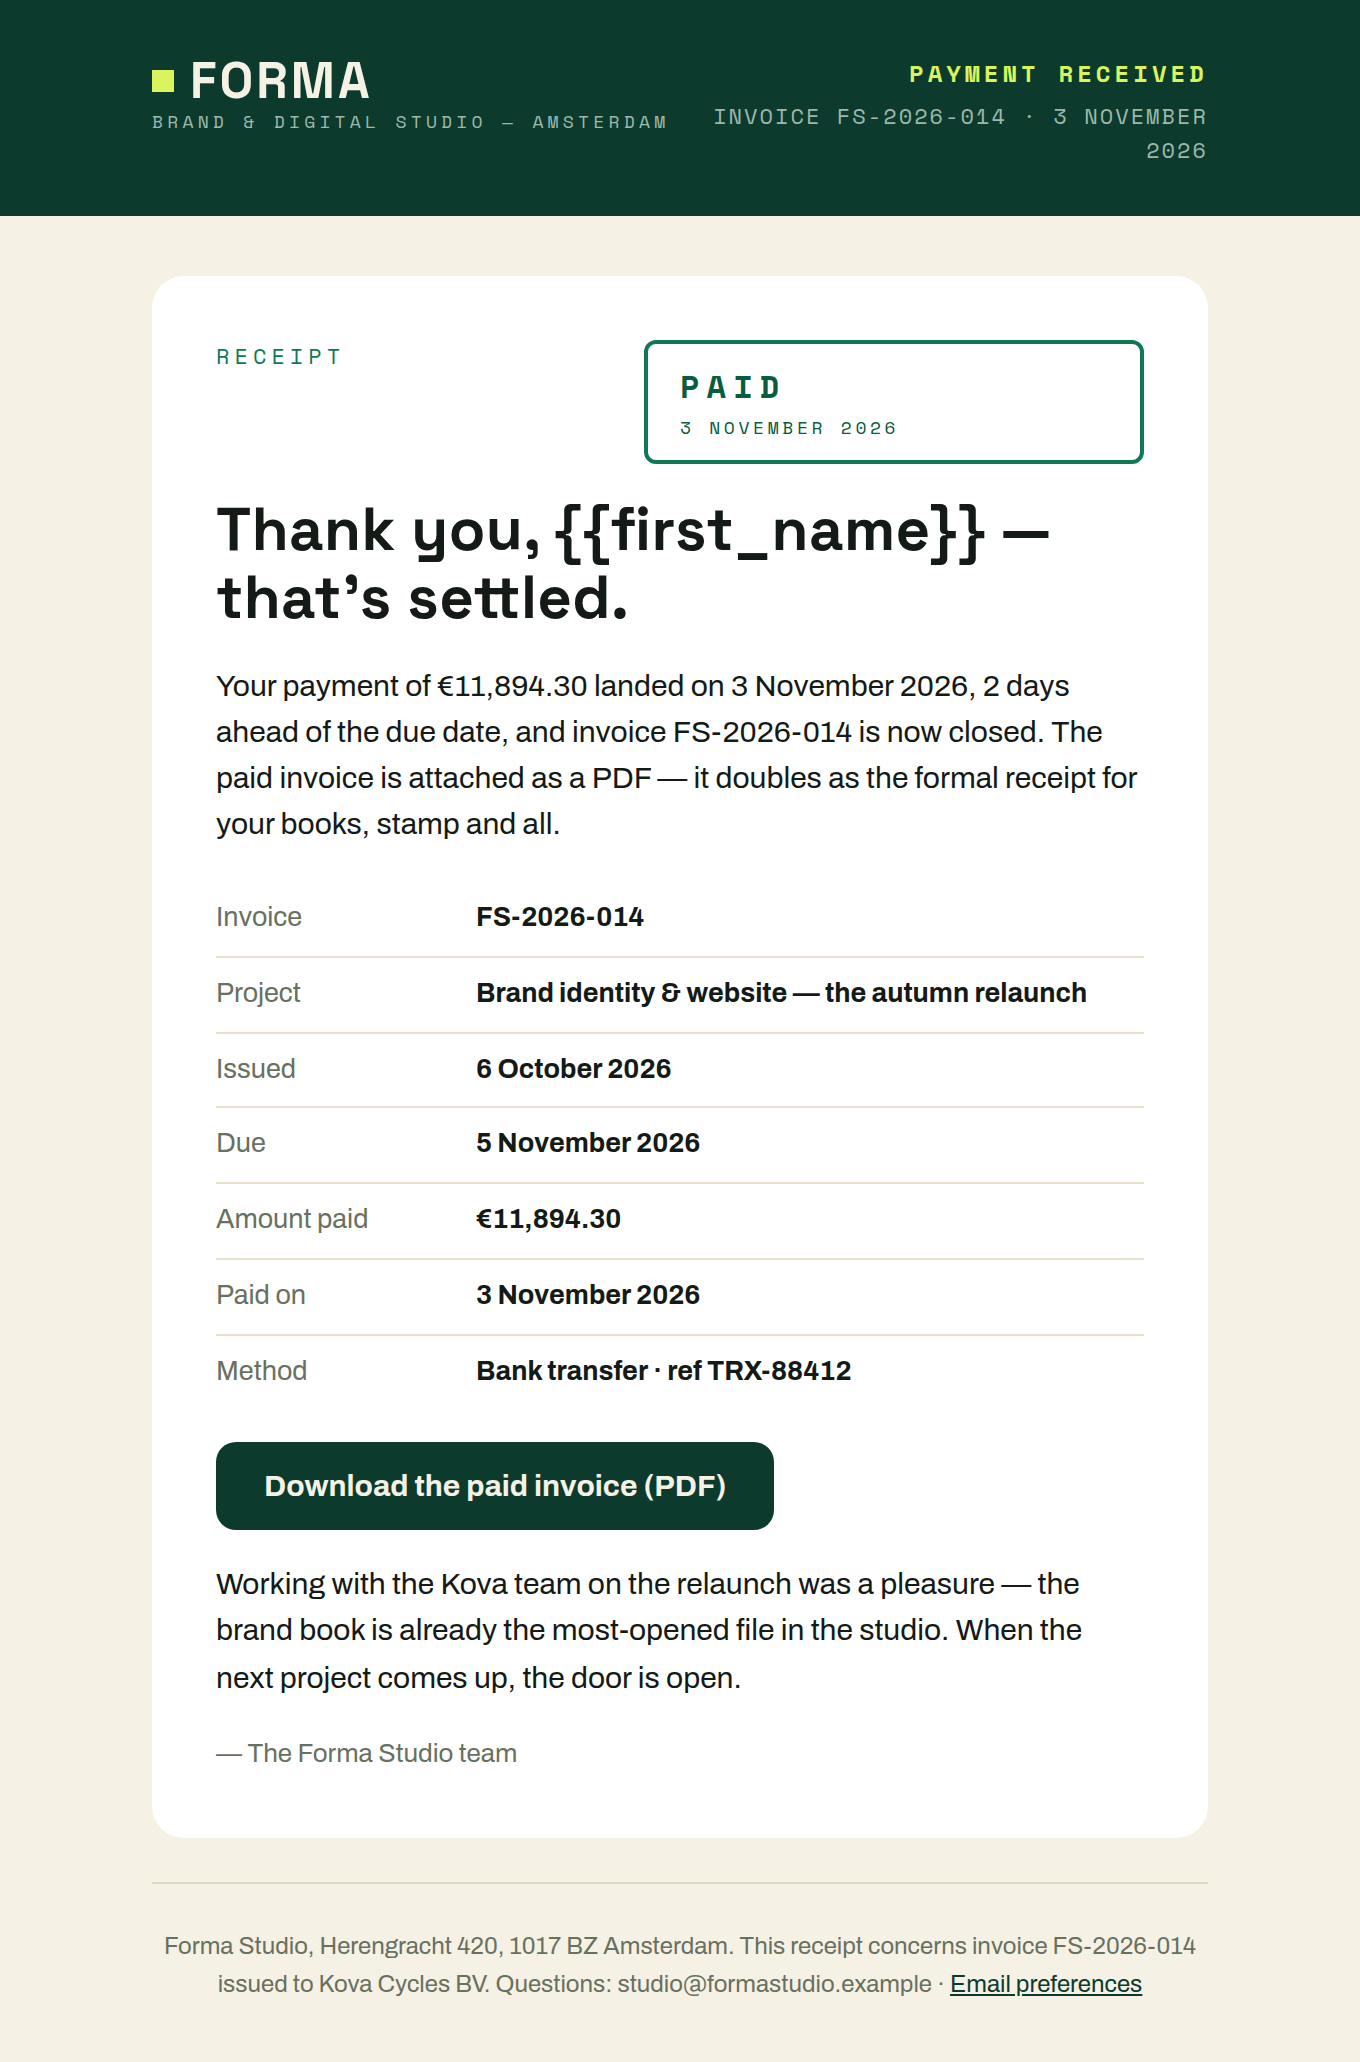 FORMA
BRAND & DIGITAL STUDIO — AMSTERDAM
PAYMENT RECEIVED
INVOICE FS-2026-014 · 3 NOVEMBER
2026
RECEIPT
PAID
3 NOVEMBER 2026
Thank you, {{first_name}} —
that’s settled.
Your payment of €11,894.30 landed on 3 November 2026, 2 days
ahead of the due date, and invoice FS-2026-014 is now closed. The
paid invoice is attached as a PDF — it doubles as the formal receipt for
your books, stamp and all.
Invoice FS-2026-014
Project Brand identity & website — the autumn relaunch
Issued 6 October 2026
Due 5 November 2026
Amount paid €11,894.30
Paid on 3 November 2026
Method Bank transfer · ref TRX-88412
Download the paid invoice (PDF)
Working with the Kova team on the relaunch was a pleasure — the
brand book is already the most-opened file in the studio. When the
next project comes up, the door is open.
— The Forma Studio team
Forma Studio, Herengracht 420, 1017 BZ Amsterdam. This receipt concerns invoice FS-2026-014
issued to Kova Cycles BV. Questions: studio@formastudio.example · Email preferences